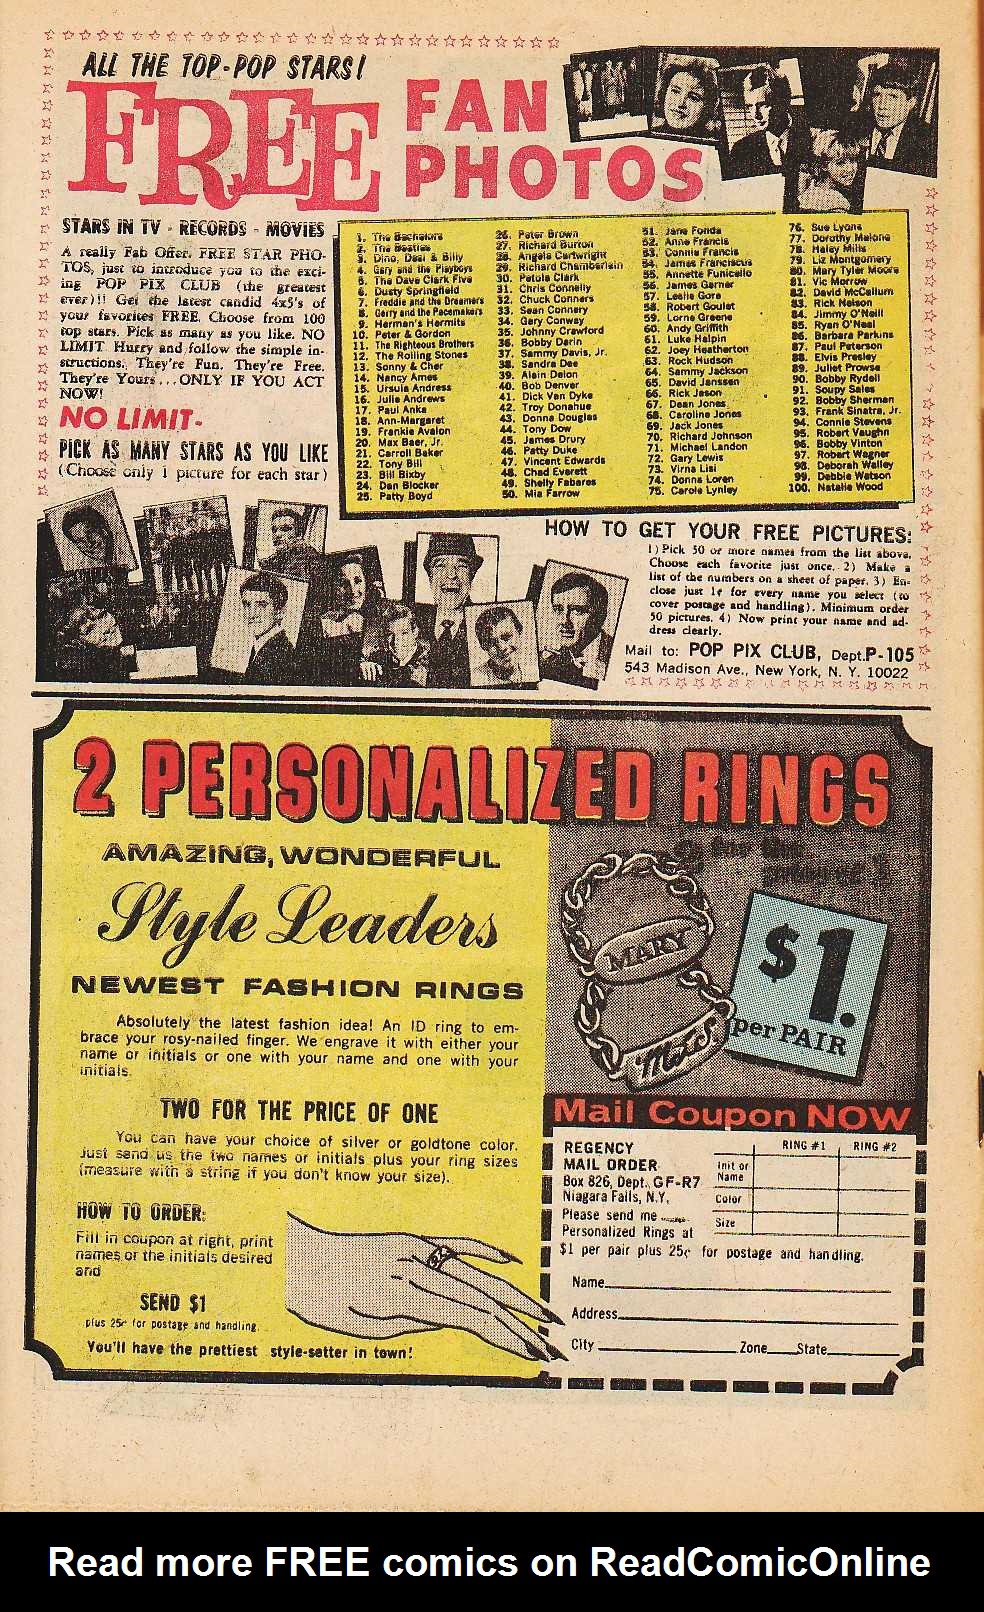 ALL THE TOP-POP STARS!
FREE
FAN
PHOTOS
STARS IN TV - RECORDS - MOVIES
A really Fab Offer. FREE STAR PHO-
TOS, just to introduce you to the exci-
ing POP PIX CLUB (the greatest
ever)!! Get the latest candid 4x5's of
your favorites FREE. Choose from 100
top stars. Pick as many as you like. NO
LIMIT. Hurry and follow the simple in-
structions. They're Fun. They're Free.
They're Yours...ONLY IF YOU ACT
NOW!
NO LIMIT-
PICK AS MANY STARS AS YOU LIKE
(Choose only 1 picture for each star)
1. The Bachelors
2. The Beatles
3. Dino, Desi & Billy
4. Gary and the Playboys
5. The Dave Clark Five
6. Dusty Springfield
7. Freddie and the Dreamers
8. Gerry and the Pacemakers
9. Herman's Hermits
10. Peter & Gordon
11. The Righteous Brothers
12. The Rolling Stones
13. Sonny & Cher
14. Nancy Ames
15. Ursula Andress
16. Julie Andrews
17. Paul Anka
18. Ann-Margaret
19. Frankie Avalon
20. Max Baer, Jr.
21. Carroll Baker
22. Tony Bill
23. Bill Bixby
24. Dan Blocker
25. Patty Boyd
26. Peter Brown
27. Richard Burton
28. Angela Cartwright
29. Richard Chamberlain
30. Petula Clark
31. Chris Connelly
32. Chuck Connors
33. Sean Connery
34. Gary Conway
35. Johnny Crawford
36. Bobby Darin
37. Sammy Davis, Jr.
38. Sandra Dee
39. Alain Delon
40. Bob Denver
41. Dick Van Dyke
42. Troy Donahue
43. Donna Douglas
44. Tony Dow
45. James Drury
46. Patty Duke
47. Vincent Edwards
48. Chad Everett
49. Shelly Fabares
50. Mia Farrow
51. Jane Fonda
52. Anne Francis
53. Connie Francis
54. James Franciscus
55. Annette Funicello
56. James Garner
57. Leslie Gore
58. Robert Goulet
59. Lorne Greene
60. Andy Griffith
61. Luke Halpin
62. Joey Heatherton
63. Rock Hudson
64. Sammy Jackson
65. David Janssen
66. Rick Jason
67. Dean Jones
68. Caroline Jones
69. Jack Jones
70. Richard Johnson
71. Michael Landon
72. Gary Lewis
73. Virna Lisi
74. Donna Loren
75. Carole Lynley
76. Sue Lyons
77. Dorothy Malone
78. Haley Mills
79. Liz Montgomery
80. Mary Tyler Moore
81. Vic Morrow
82. David McCallum
83. Rick Nelson
84. Jimmy O'Neill
85. Ryan O'Neal
86. Barbara Parkins
87. Paul Peterson
88. Elvis Presley
89. Juliet Prowse
90. Bobby Rydell
91. Soupy Sales
92. Bobby Sherman
93. Frank Sinatra, Jr.
94. Connie Stevens
95. Robert Vaughn
96. Bobby Vinton
97. Robert Wagner
98. Deborah Walley
99. Debbie Watson
100. Natalie Wood
HOW TO GET YOUR FREE PICTURES:
1) Pick 50 or more names from the list above.
Choose each favorite just once. 2) Make a
list of the numbers on a sheet of paper. 3) En-
close just 1¢ for every name you select (to
cover postage and handling). Minimum order
50 pictures. 4) Now print your name and ad-
dress clearly.
Mail to: POP PIX CLUB, Dept.P-105
543 Madison Ave., New York, N. Y. 10022
2 PERSONALIZED RINGS
AMAZING, WONDERFUL
Style Leaders
NEWEST FASHION RINGS
Absolutely the latest fashion idea! An ID ring to em-
brace your rosy-nailed finger. We engrave it with either your
name or initials or one with your name and one with your
initials.
TWO FOR THE PRICE OF ONE
You can have your choice of silver or goldtone color.
Just send us the two names or initials plus your ring sizes
(measure with a string if you don't know your size).
HOW TO ORDER:
Fill in coupon at right, print
names or the initials desired
and
SEND $1
plus 25¢ for postage and handling.
You'll have the prettiest style-setter in town!
MARY
$1.
per PAIR
Mail Coupon NOW
REGENCY
MAIL ORDER
Box 826, Dept. GF-R7
Niagara Falls, N.Y.
Please send me
Personalized Rings at
$1 per pair plus 25¢ for postage and handling.
RING #1 RING #2
Init or
Name
Color
Size
Name
Address
City Zone State
Read more FREE comics on ReadComicOnline